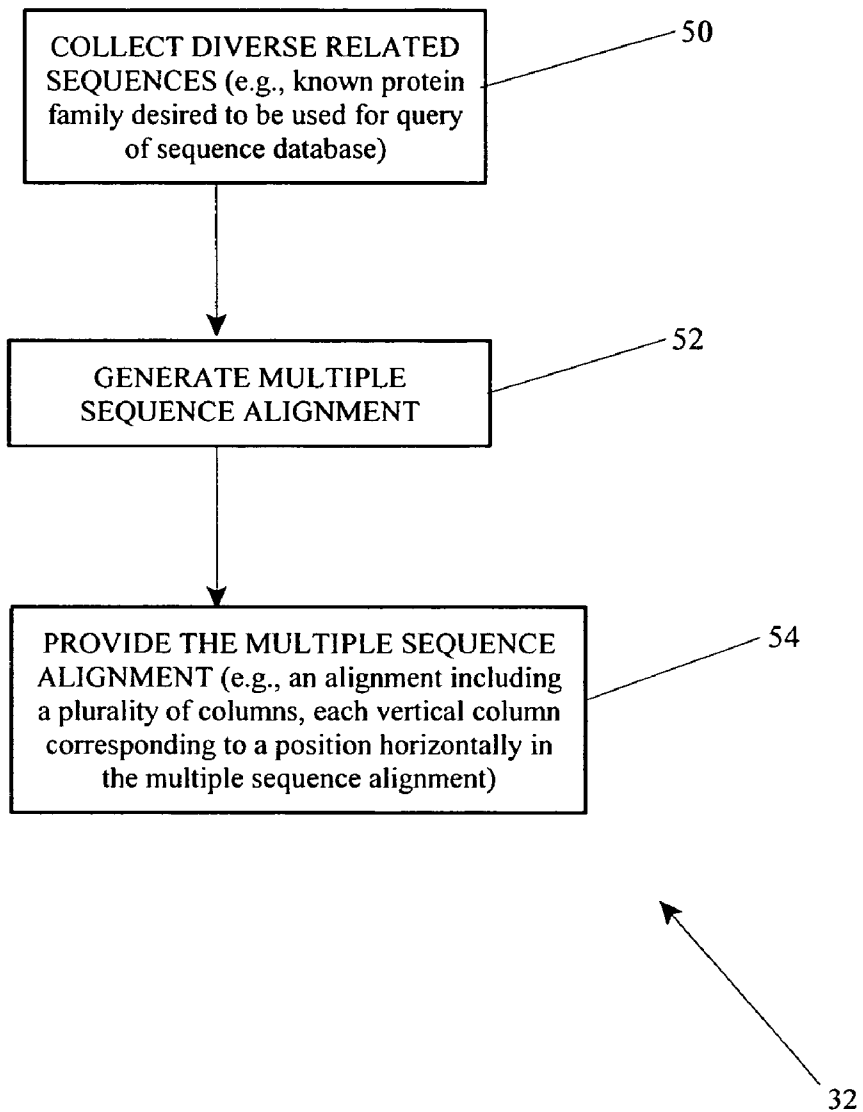 COLLECT DIVERSE RELATED
SEQUENCES (e.g., known protein
family desired to be used for query
of sequence database)
50
GENERATE MULTIPLE
SEQUENCE ALIGNMENT
52
PROVIDE THE MULTIPLE SEQUENCE
ALIGNMENT (e.g., an alignment including
a plurality of columns, each vertical column
corresponding to a position horizontally in
the multiple sequence alignment)
54
32